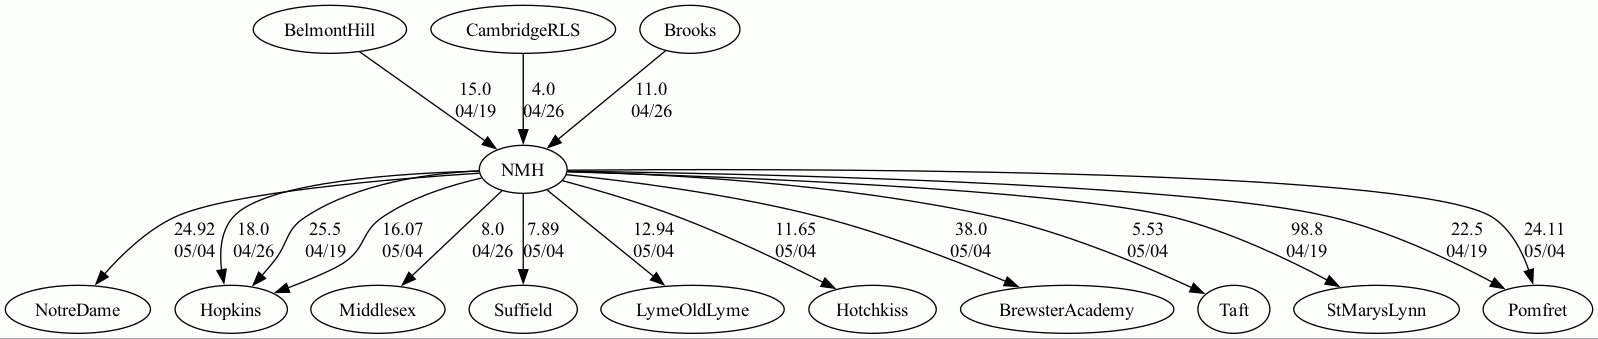 BelmontHill CambridgeRLS Brooks
15.0 4.0 11.0
04/19 04/26 04/26
NMH
24.92 18.0 25.5 16.07 8.0 7.89 12.94 11.65 38.0 5.53 98.8 22.5 24.11
05/04 04/26 04/19 05/04 04/26 05/04 05/04 05/04 05/04 05/04 04/19 04/19 05/04
NotreDame Hopkins Middlesex Suffield LymeOldLyme Hotchkiss BrewsterAcademy Taft StMarysLynn Pomfret